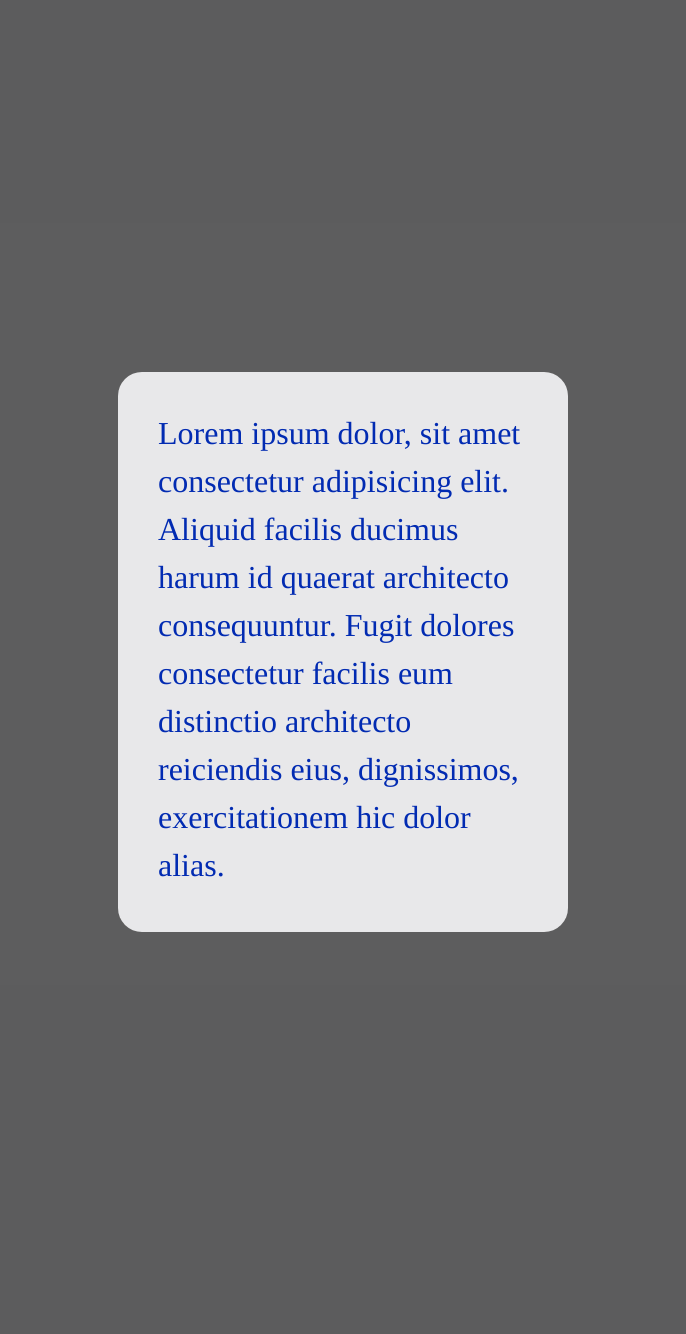 Lorem ipsum dolor, sit amet
consectetur adipisicing elit.
Aliquid facilis ducimus
harum id quaerat architecto
consequuntur. Fugit dolores
consectetur facilis eum
distinctio architecto
reiciendis eius, dignissimos,
exercitationem hic dolor
alias.